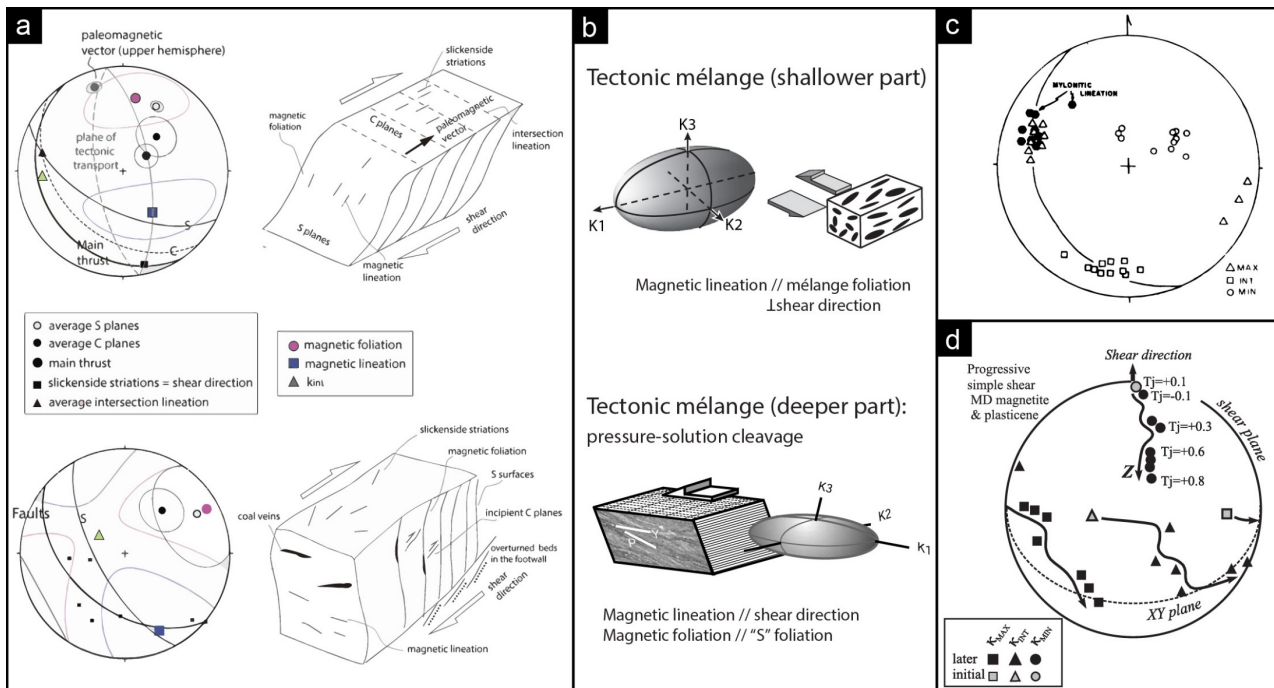 a
paleomagnetic
vector (upper hemisphere)
plane of
tectonic
transport
S
C
Main
thrust
slickenside
striations
magnetic
foliation
C planes
paleomagnetic
vector
intersection
lineation
S planes
shear
direction
magnetic
lineation
average S planes
average C planes
main thrust
slickenside striations = shear direction
average intersection lineation
magnetic foliation
magnetic lineation
kint
Faults
S
slickenside striations
magnetic foliation
S surfaces
incipient C planes
coal veins
overturned beds
in the footwall
shear
direction
magnetic lineation
b
Tectonic mélange (shallower part)
K3
K1
K2
Magnetic lineation // mélange foliation
⊥shear direction
Tectonic mélange (deeper part):
pressure-solution cleavage
K3
K2
K1
P
Y
Magnetic lineation // shear direction
Magnetic foliation // “S” foliation
c
MYLONITIC
LINEATION
MAX
INT
MIN
d
Shear direction
Progressive
simple shear
MD magnetite
& plasticene
Tj=+0.1
Tj=-0.1
Tj=+0.3
Tj=+0.6
Tj=+0.8
Z
shear plane
XY plane
KMAX KINT KMIN
later
initial